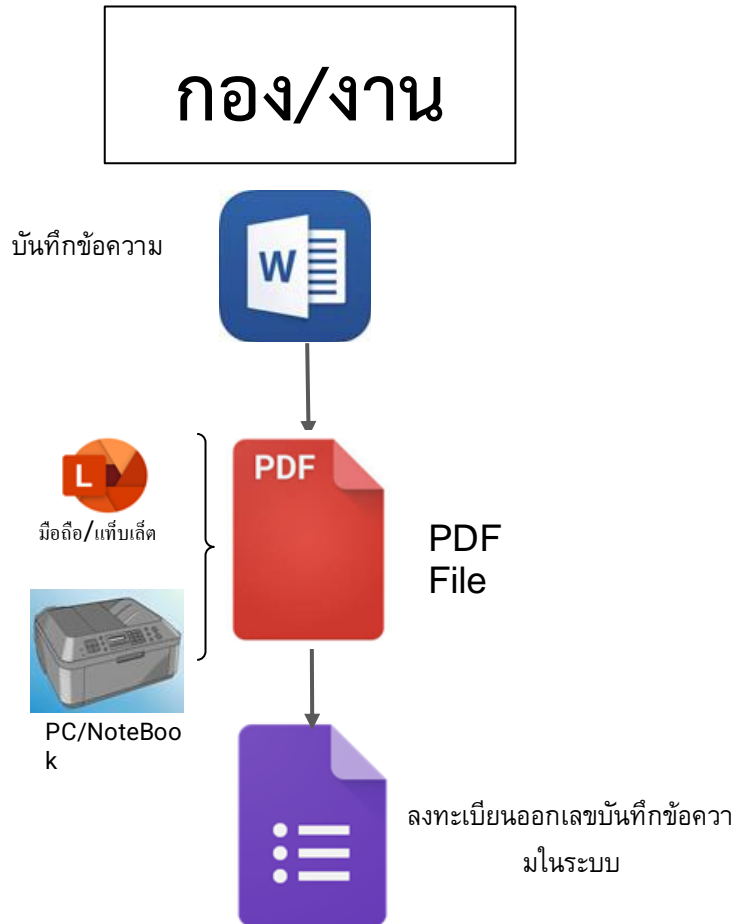 กอง/งาน
บันทึกข้อความ
W
PDF
L
มือถือ/แท็บเล็ต
PDF
File
PC/NoteBoo
k
ลงทะเบียนออกเลขบันทึกข้อควา
มในระบบ